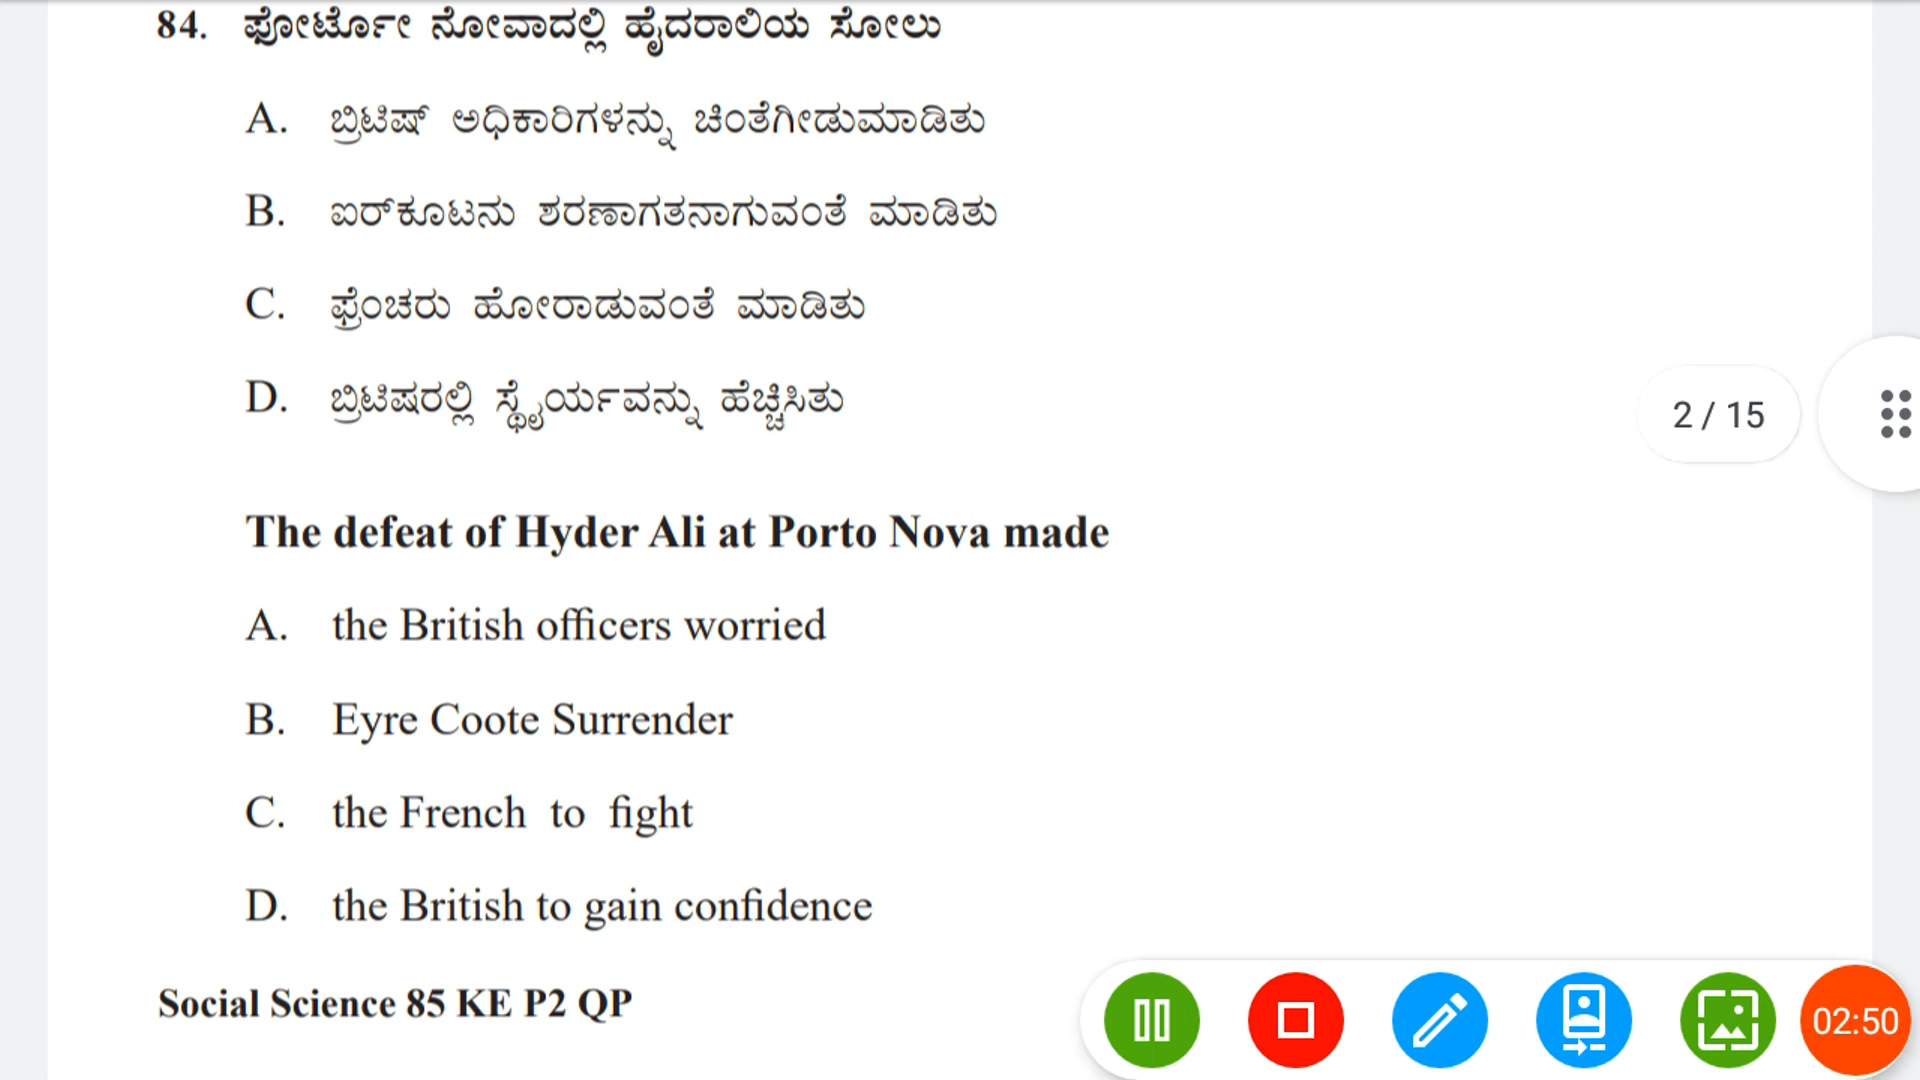 84. ಫೋರ್ಟೋ ನೋವಾದಲ್ಲಿ ಹೈದರಾಲಿಯ ಸೋಲು
A. ಬ್ರಿಟಿಷ್ ಅಧಿಕಾರಿಗಳನ್ನು ಚಿಂತೆಗೀಡುಮಾಡಿತು
B. ಐರ್‌ಕೂಟನು ಶರಣಾಗತನಾಗುವಂತೆ ಮಾಡಿತು
C. ಫ್ರೆಂಚರು ಹೋರಾಡುವಂತೆ ಮಾಡಿತು
D. ಬ್ರಿಟಿಷರಲ್ಲಿ ಸ್ಥೈರ್ಯವನ್ನು ಹೆಚ್ಚಿಸಿತು
2 / 15
The defeat of Hyder Ali at Porto Nova made
A. the British officers worried
B. Eyre Coote Surrender
C. the French to fight
D. the British to gain confidence
Social Science 85 KE P2 QP
02:50